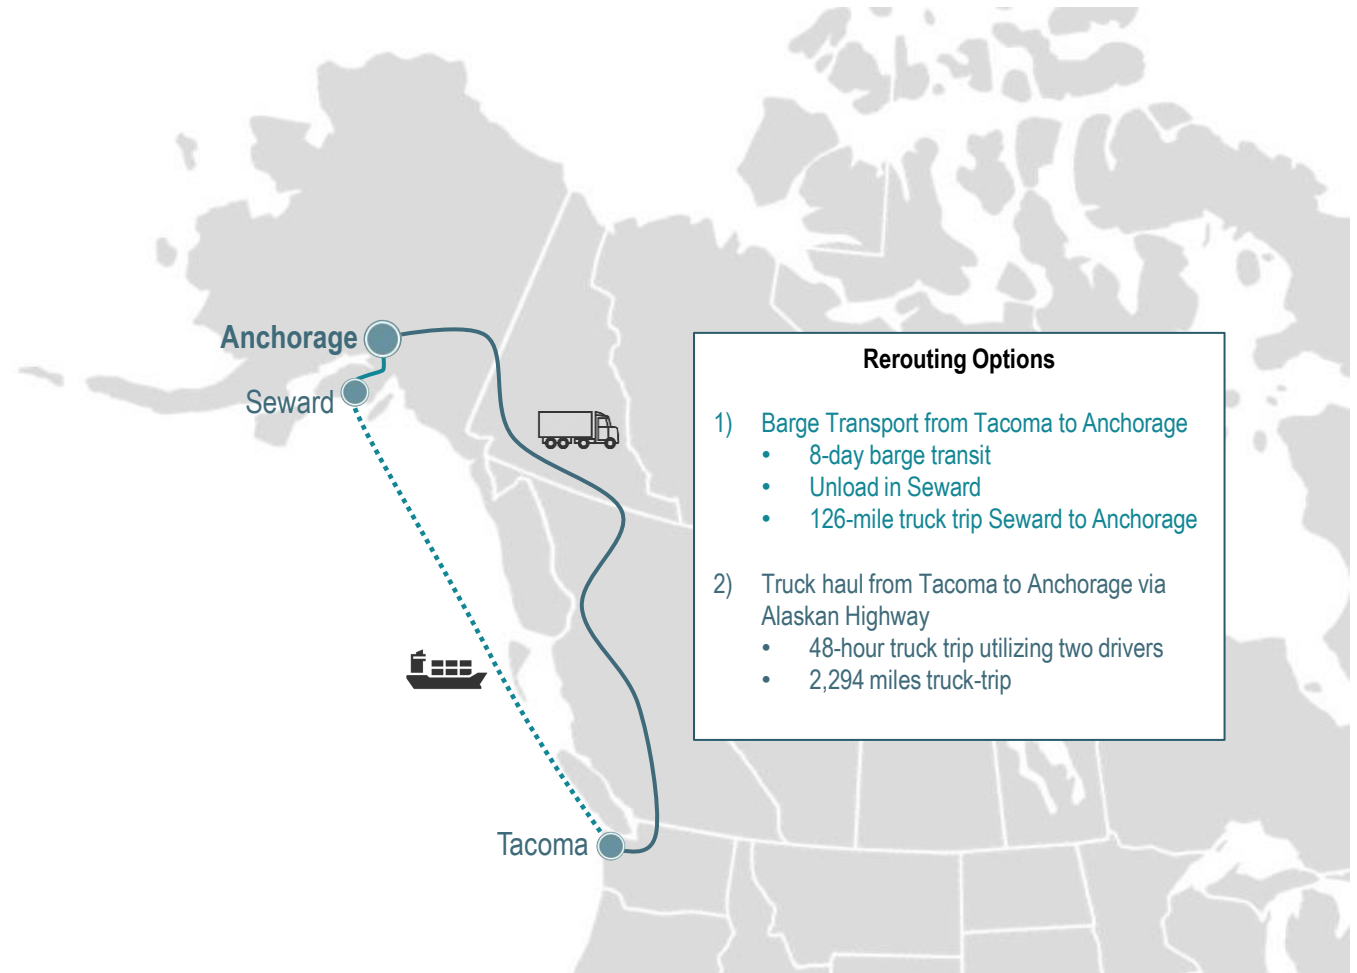 Anchorage
Seward
Tacoma
Rerouting Options
1) Barge Transport from Tacoma to Anchorage
• 8-day barge transit
• Unload in Seward
• 126-mile truck trip Seward to Anchorage
2) Truck haul from Tacoma to Anchorage via
Alaskan Highway
• 48-hour truck trip utilizing two drivers
• 2,294 miles truck-trip